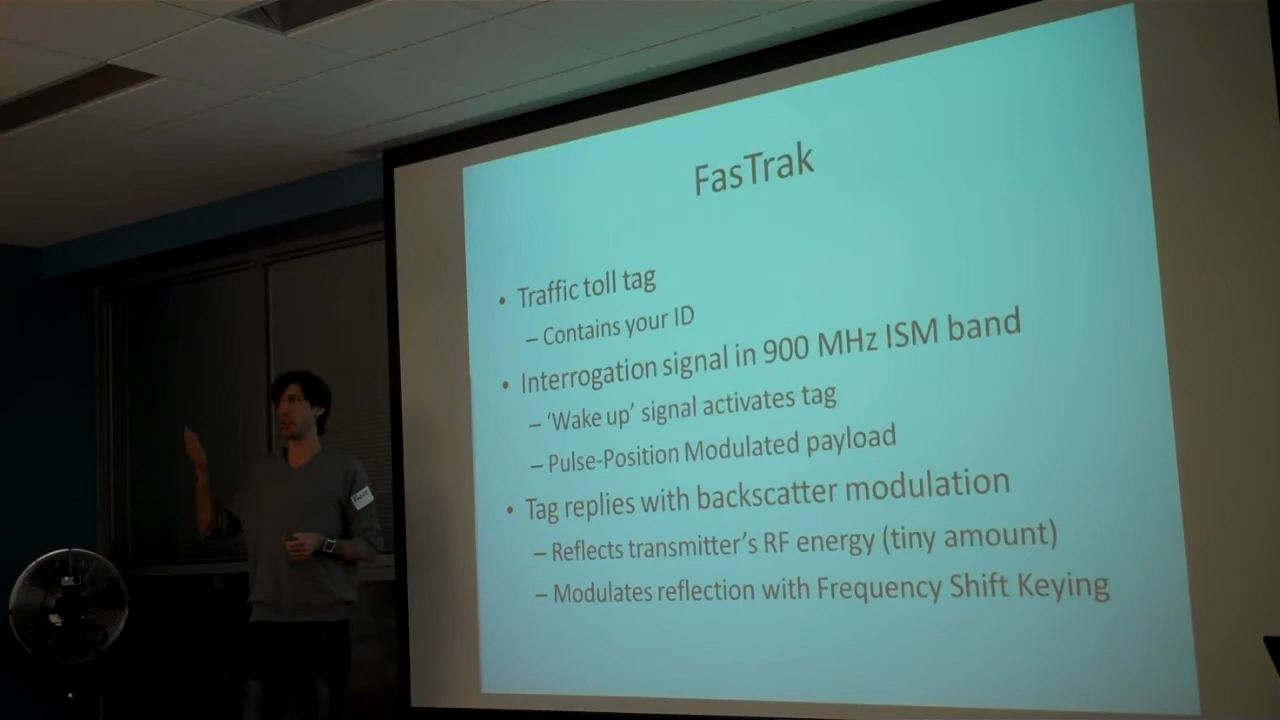 FasTrak
• Traffic toll tag
– Contains your ID
• Interrogation signal in 900 MHz ISM band
– ‘Wake up’ signal activates tag
– Pulse-Position Modulated payload
• Tag replies with backscatter modulation
– Reflects transmitter’s RF energy (tiny amount)
– Modulates reflection with Frequency Shift Keying